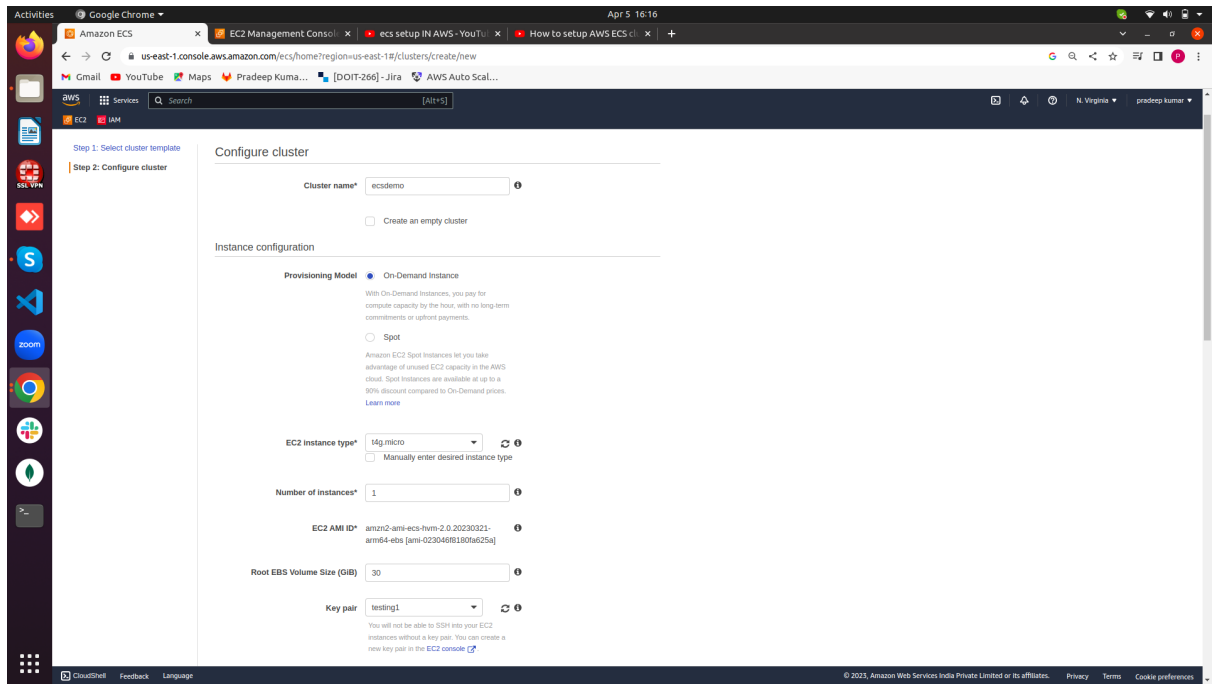 Activities
Google Chrome
Apr 5 16:16
Amazon ECS
EC2 Management Console
ecs setup IN AWS - YouTub
How to setup AWS ECS cl
us-east-1.console.aws.amazon.com/ecs/home?region=us-east-1#/clusters/create/new
P
Gmail
YouTube
Maps
Pradeep Kuma...
[DOIT-266] - Jira
AWS Auto Scal...
aws
Services
Search
[Alt+S]
N. Virginia
pradeep kumar
EC2
IAM
SSL VPN
zoom
Step 1: Select cluster template
Step 2: Configure cluster
Configure cluster
Cluster name* ecsdemo
Create an empty cluster
Instance configuration
Provisioning Model On-Demand Instance
With On-Demand Instances, you pay for
compute capacity by the hour, with no long-term
commitments or upfront payments.
Spot
Amazon EC2 Spot Instances let you take
advantage of unused EC2 capacity in the AWS
cloud. Spot Instances are available at up to a
90% discount compared to On-Demand prices.
Learn more
EC2 instance type* t4g.micro
Manually enter desired instance type
Number of instances* 1
EC2 AMI ID* amzn2-ami-ecs-hvm-2.0.20230321-
arm64-ebs [ami-023046f8180fa625a]
Root EBS Volume Size (GiB) 30
Key pair testing1
You will not be able to SSH into your EC2
instances without a key pair. You can create a
new key pair in the EC2 console .
CloudShell
Feedback
Language
© 2023, Amazon Web Services India Private Limited or its affiliates.
Privacy
Terms
Cookie preferences